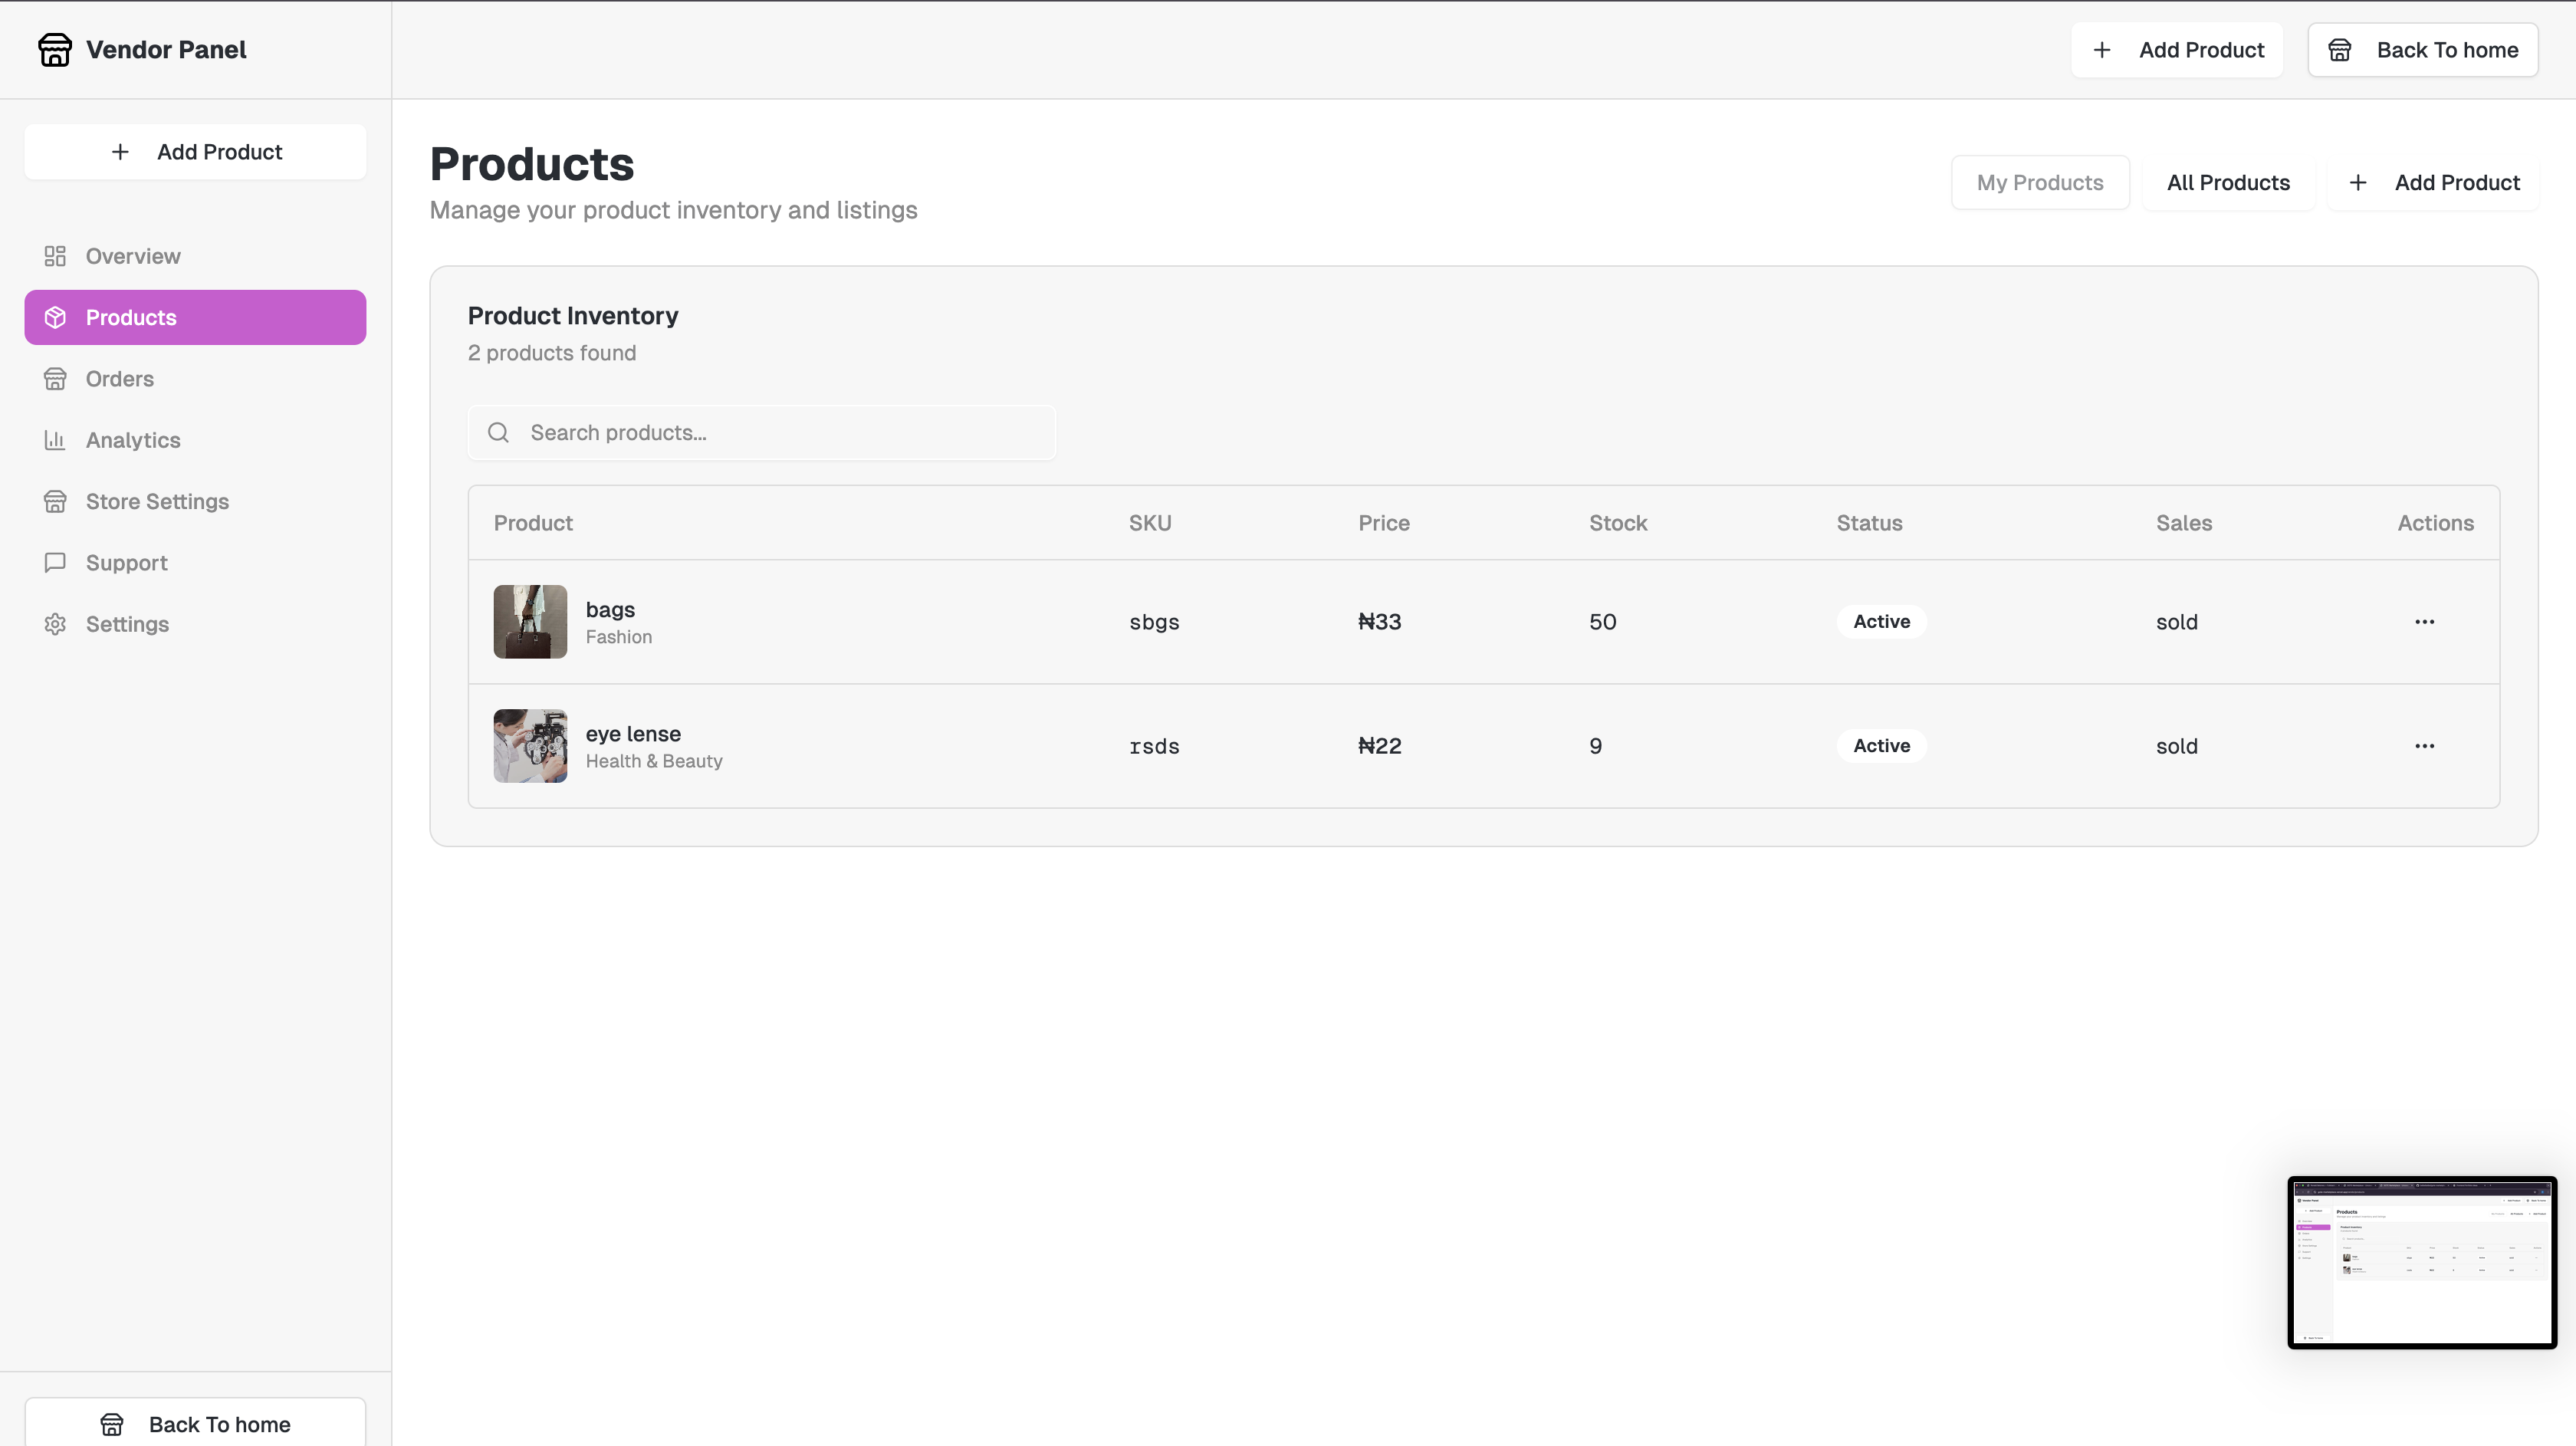 Vendor Panel
Add Product
Back To home
Add Product
Overview
Products
Orders
Analytics
Store Settings
Support
Settings
Back To home
Products
Manage your product inventory and listings
My Products
All Products
Add Product
Product Inventory
2 products found
Search products...
Product SKU Price Stock Status Sales Actions
bags
Fashion
sbgs ₦33 50 Active sold
eye lense
Health & Beauty
rsds ₦22 9 Active sold